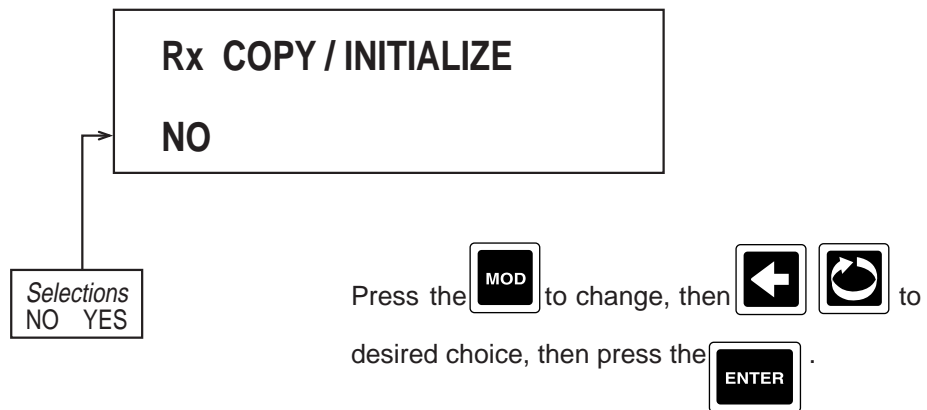 Rx COPY / INITIALIZE
NO
Selections
NO YES
Press the MOD to change, then to
desired choice, then press the ENTER .